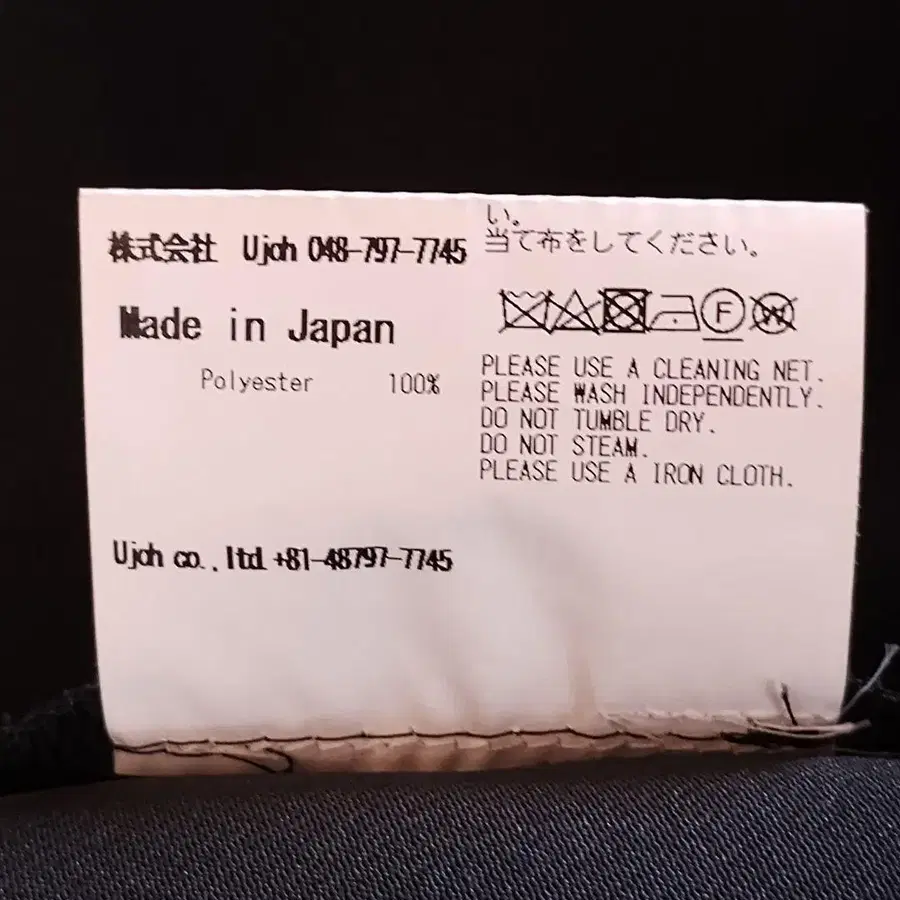 株式会社 Ujoh 048-797-7745
Made in Japan
Polyester 100%
Ujoh co., ltd. +81-48797-7745
い。
当て布をしてください。
F
W
PLEASE USE A CLEANING NET.
PLEASE WASH INDEPENDENTLY.
DO NOT TUMBLE DRY.
DO NOT STEAM.
PLEASE USE A IRON CLOTH.